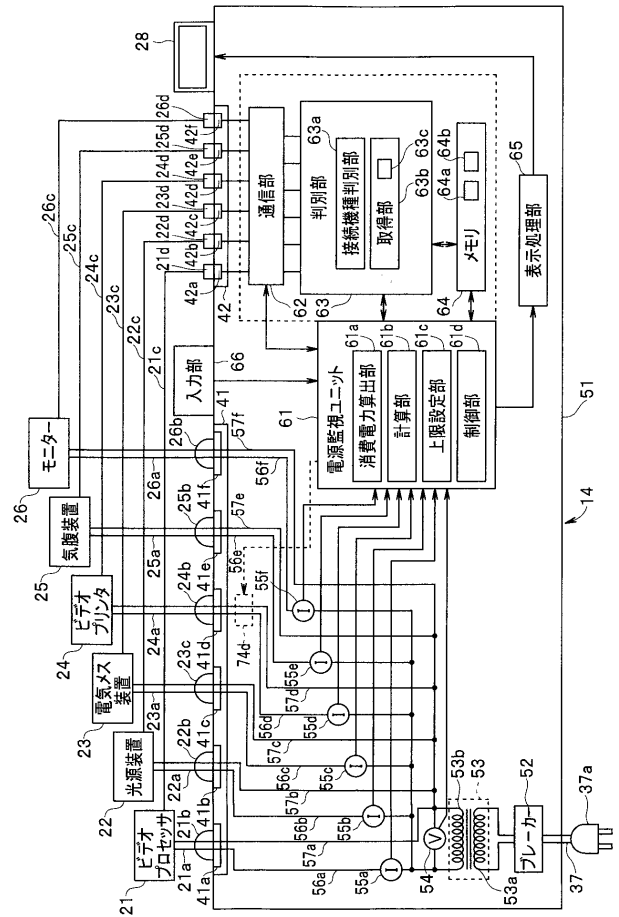 28
26c
25c
24c
23c
22c
21c
26d
42f
25d
42e
24d
42d
23d
42c
22d
42b
21d
42a
42
通信部
62
判別部
接続機種判別部
取得部
63
63a
63b
63c
メモリ
64
64a
64b
表示処理部
65
入力部
66
電源監視ユニット
61
消費電力算出部
61a
計算部
61b
上限設定部
61c
制御部
61d
モニター
26
気腹装置
25
ビデオ
プリンタ
24
電気メス
装置
23
光源装置
22
ビデオ
プロセッサ
21
26a
26b
25a
25b
24a
24b
23a
23c
22a
22b
21a
21b
41
41f
41e
41d
41c
41b
41a
57f
56f
57e
56e
74d
57d
56d
57c
56c
57b
56b
57a
56a
I
55f
I
55e
I
55d
I
55c
I
55b
I
55a
V
54
53b
53
53a
52
ブレーカー
37
37a
51
14